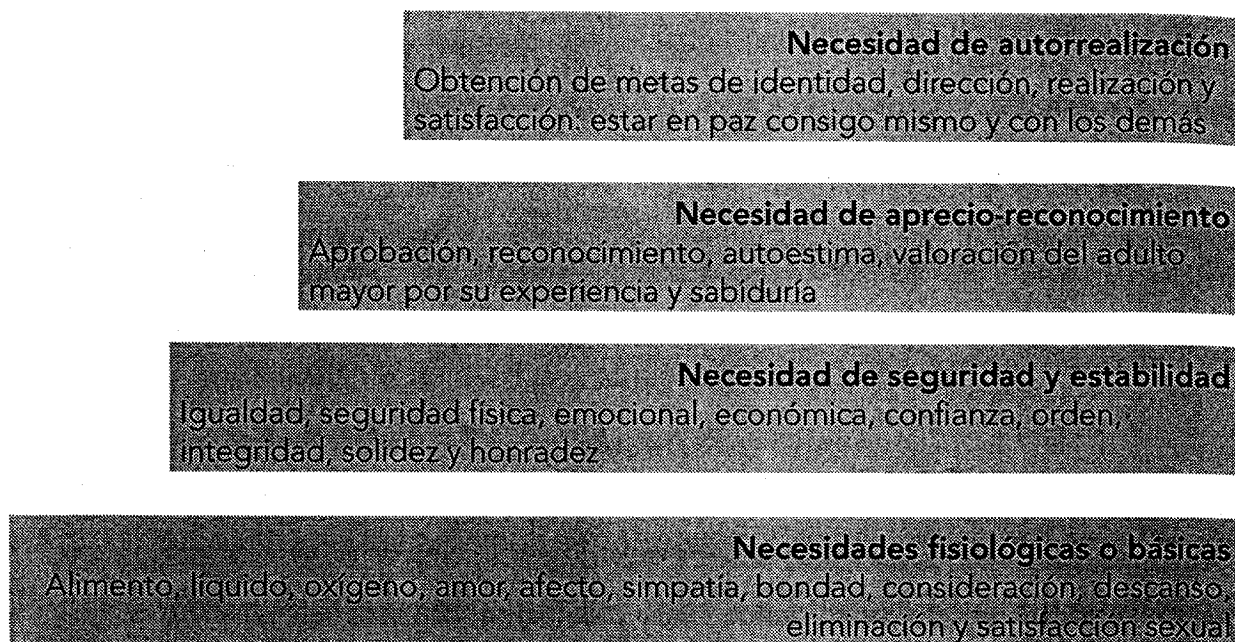 Necesidad de autorrealización
Obtención de metas de identidad, dirección, realización y
satisfacción: estar en paz consigo mismo y con los demás
Necesidad de aprecio-reconocimiento
Aprobación, reconocimiento, autoestima, valoración del adulto
mayor por su experiencia y sabiduría
Necesidad de seguridad y estabilidad
Igualdad, seguridad física, emocional, económica, confianza, orden,
integridad, solidez y honradez
Necesidades fisiológicas o básicas
Alimento, líquido, oxígeno, amor, afecto, simpatía, bondad, consideración, descanso,
eliminación y satisfacción sexual